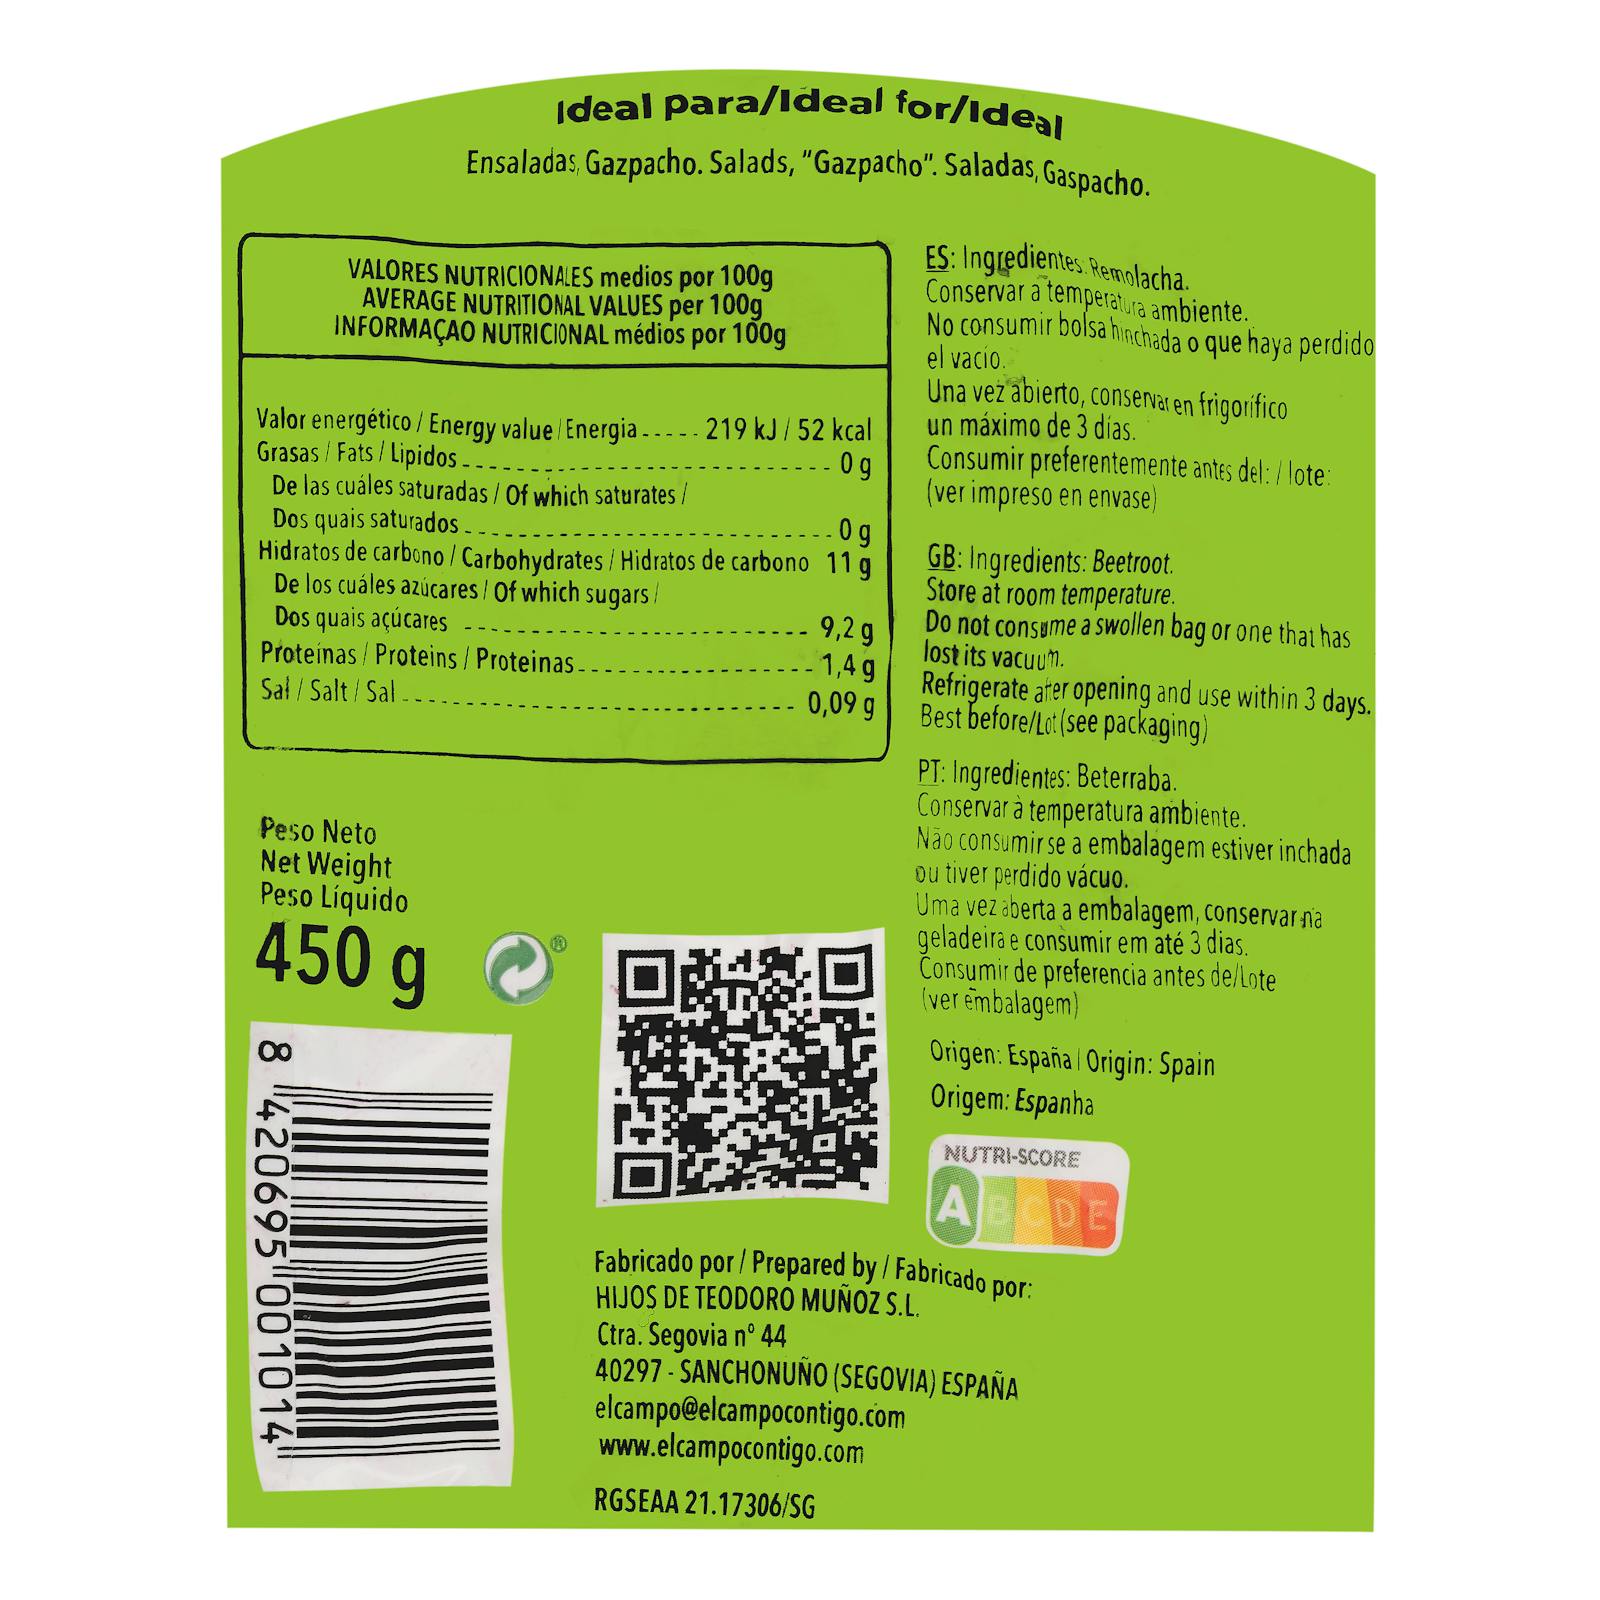 Ideal para/Ideal for/Ideal
Ensaladas, Gazpacho. Salads, "Gazpacho". Saladas, Gaspacho.
VALORES NUTRICIONALES medios por 100g
AVERAGE NUTRITIONAL VALUES per 100g
INFORMAÇAO NUTRICIONAL médios por 100g
Valor energético / Energy value / Energia ..... 219 kJ / 52 kcal
Grasas / Fats / Lipidos ..... 0 g
De las cuáles saturadas / Of which saturates /
Dos quais saturados ..... 0 g
Hidratos de carbono / Carbohydrates / Hidratos de carbono 11 g
De los cuáles azúcares / Of which sugars /
Dos quais açúcares ..... 9,2 g
Proteínas / Proteins / Proteinas ..... 1,4 g
Sal / Salt / Sal ..... 0,09 g
Peso Neto
Net Weight
Peso Líquido
450 g
®
8 420695 001014
ES: Ingredientes: Remolacha.
Conservar a temperatura ambiente.
No consumir bolsa hinchada o que haya perdido
el vacío.
Una vez abierto, conservar en frigorífico
un máximo de 3 días.
Consumir preferentemente antes del: / lote:
(ver impreso en envase)
GB: Ingredients: Beetroot.
Store at room temperature.
Do not consume a swollen bag or one that has
lost its vacuum.
Refrigerate after opening and use within 3 days.
Best before/Lot (see packaging)
PT: Ingredientes: Beterraba.
Conservar à temperatura ambiente.
Não consumir se a embalagem estiver inchada
ou tiver perdido vácuo.
Uma vez aberta a embalagem, conservar na
geladeira e consumir em até 3 dias.
Consumir de preferencia antes de/Lote
(ver embalagem)
Origen: España | Origin: Spain
Origem: Espanha
NUTRI-SCORE
A B C D E
Fabricado por / Prepared by / Fabricado por:
HIJOS DE TEODORO MUÑOZ S.L.
Ctra. Segovia nº 44
40297 - SANCHONUÑO (SEGOVIA) ESPAÑA
elcampo@elcampocontigo.com
www.elcampocontigo.com
RGSEAA 21.17306/SG